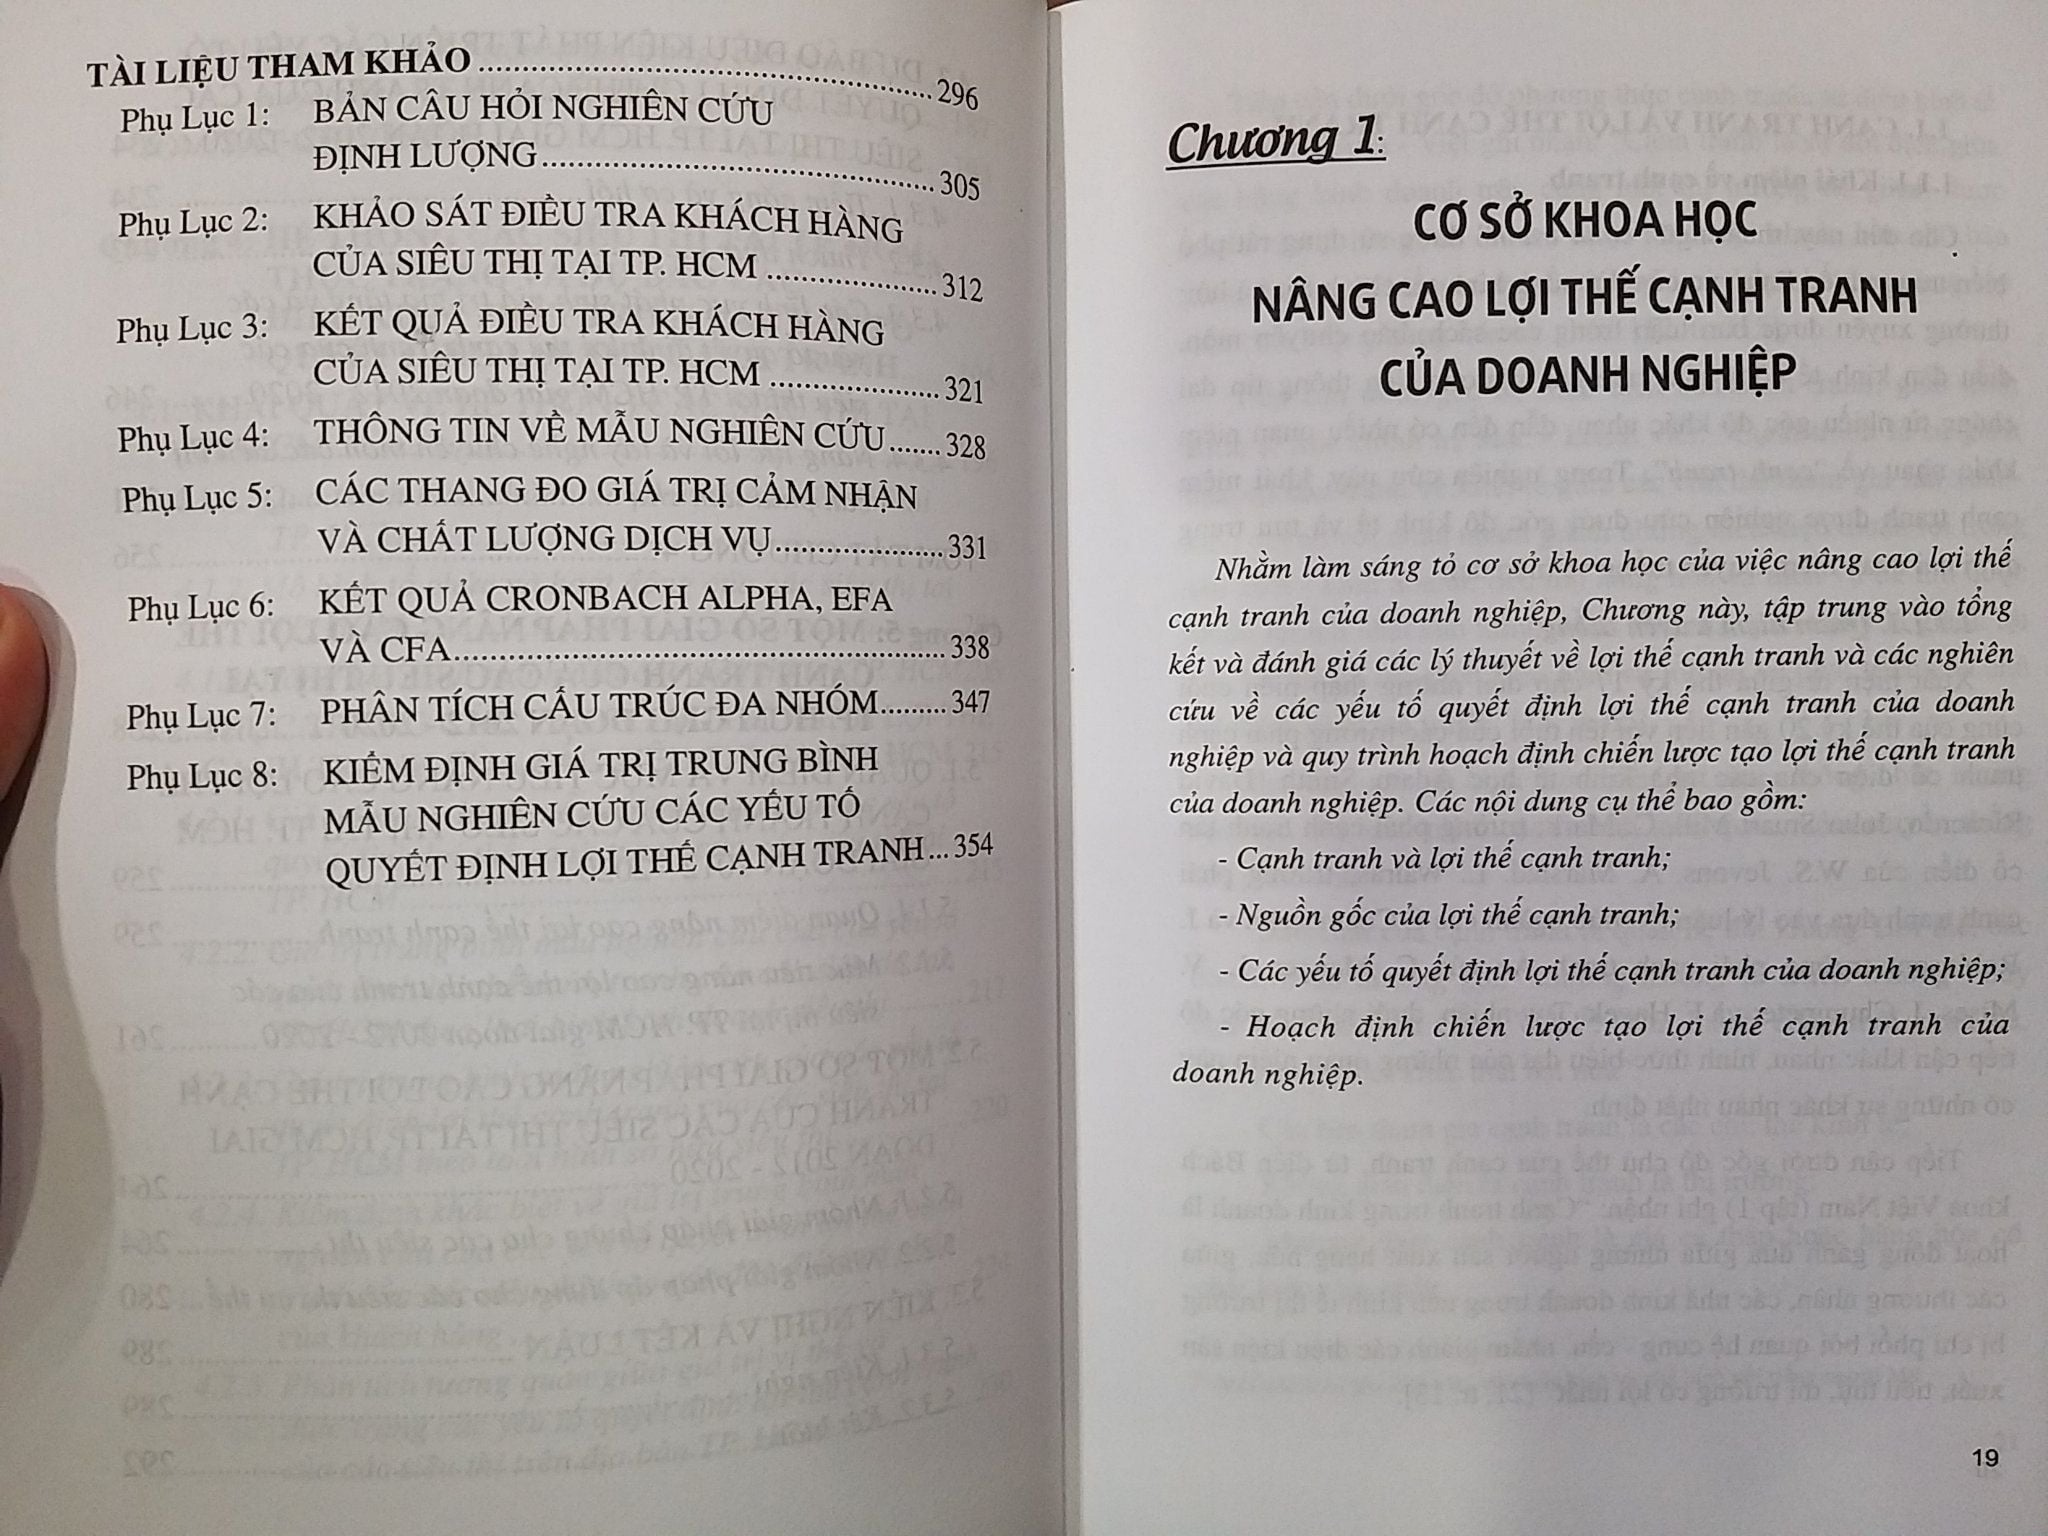 TÀI LIỆU THAM KHẢO ........ 296
Phụ Lục 1: BẢN CÂU HỎI NGHIÊN CỨU
ĐỊNH LƯỢNG ........ 305
Phụ Lục 2: KHẢO SÁT ĐIỀU TRA KHÁCH HÀNG
CỦA SIÊU THỊ TẠI TP. HCM ........ 312
Phụ Lục 3: KẾT QUẢ ĐIỀU TRA KHÁCH HÀNG
CỦA SIÊU THỊ TẠI TP. HCM ........ 321
Phụ Lục 4: THÔNG TIN VỀ MẪU NGHIÊN CỨU ....... 328
Phụ Lục 5: CÁC THANG ĐO GIÁ TRỊ CẢM NHẬN
VÀ CHẤT LƯỢNG DỊCH VỤ ........ 331
Phụ Lục 6: KẾT QUẢ CRONBACH ALPHA, EFA
VÀ CFA ........ 338
Phụ Lục 7: PHÂN TÍCH CẤU TRÚC ĐA NHÓM ......... 347
Phụ Lục 8: KIỂM ĐỊNH GIÁ TRỊ TRUNG BÌNH
MẪU NGHIÊN CỨU CÁC YẾU TỐ
QUYẾT ĐỊNH LỢI THẾ CẠNH TRANH ... 354
Chương 1:
CƠ SỞ KHOA HỌC
NÂNG CAO LỢI THẾ CẠNH TRANH
CỦA DOANH NGHIỆP
Nhằm làm sáng tỏ cơ sở khoa học của việc nâng cao lợi thế
cạnh tranh của doanh nghiệp, Chương này, tập trung vào tổng
kết và đánh giá các lý thuyết về lợi thế cạnh tranh và các nghiên
cứu về các yếu tố quyết định lợi thế cạnh tranh của doanh
nghiệp và quy trình hoạch định chiến lược tạo lợi thế cạnh tranh
của doanh nghiệp. Các nội dung cụ thể bao gồm:
- Cạnh tranh và lợi thế cạnh tranh;
- Nguồn gốc của lợi thế cạnh tranh;
- Các yếu tố quyết định lợi thế cạnh tranh của doanh nghiệp;
- Hoạch định chiến lược tạo lợi thế cạnh tranh của
doanh nghiệp.
19